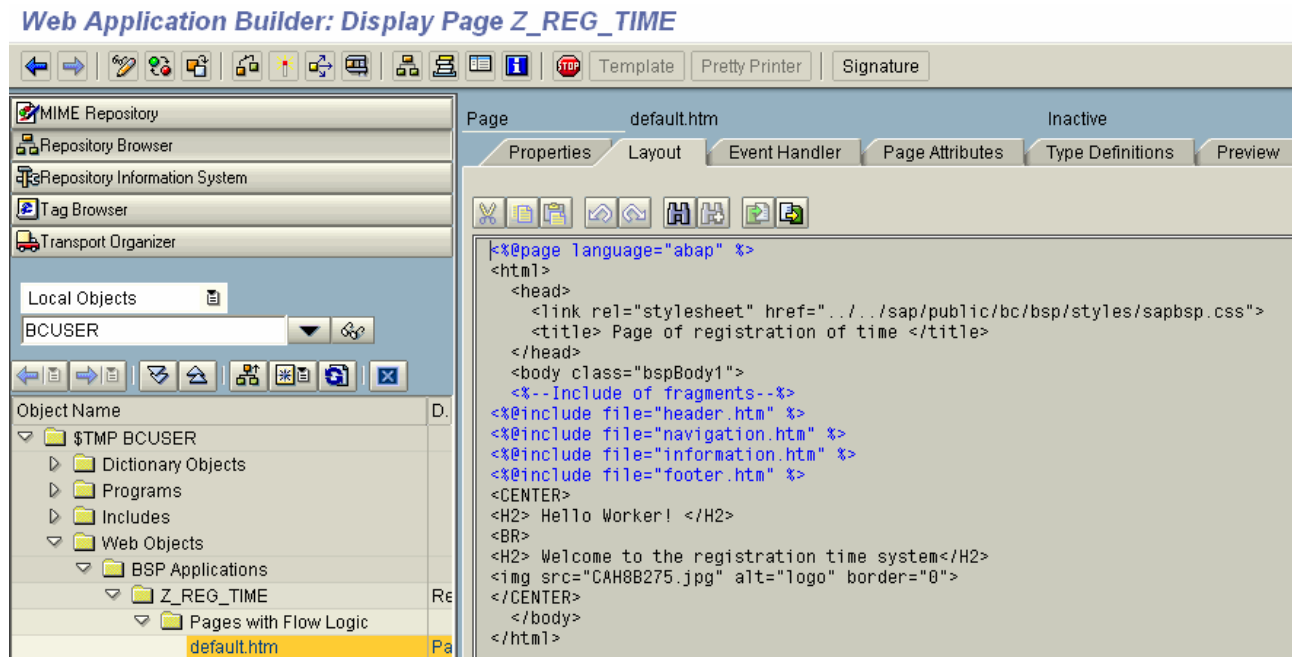 Web Application Builder: Display Page Z_REG_TIME
Template Pretty Printer Signature
MIME Repository
Repository Browser
Repository Information System
Tag Browser
Transport Organizer
Local Objects
BCUSER
Object Name D.
$TMP BCUSER
Dictionary Objects
Programs
Includes
Web Objects
BSP Applications
Z_REG_TIME Re
Pages with Flow Logic
default.htm Pa
Page default.htm Inactive
Properties Layout Event Handler Page Attributes Type Definitions Preview
<%@page language="abap" %>
<html>
<head>
<link rel="stylesheet" href="../../sap/public/bc/bsp/styles/sapbsp.css">
<title> Page of registration of time </title>
</head>
<body class="bspBody1">
<%--Include of fragments--%>
<%@include file="header.htm" %>
<%@include file="navigation.htm" %>
<%@include file="information.htm" %>
<%@include file="footer.htm" %>
<CENTER>
<H2> Hello Worker! </H2>
<BR>
<H2> Welcome to the registration time system</H2>
<img src="CAH8B275.jpg" alt="logo" border="0">
</CENTER>
</body>
</html>